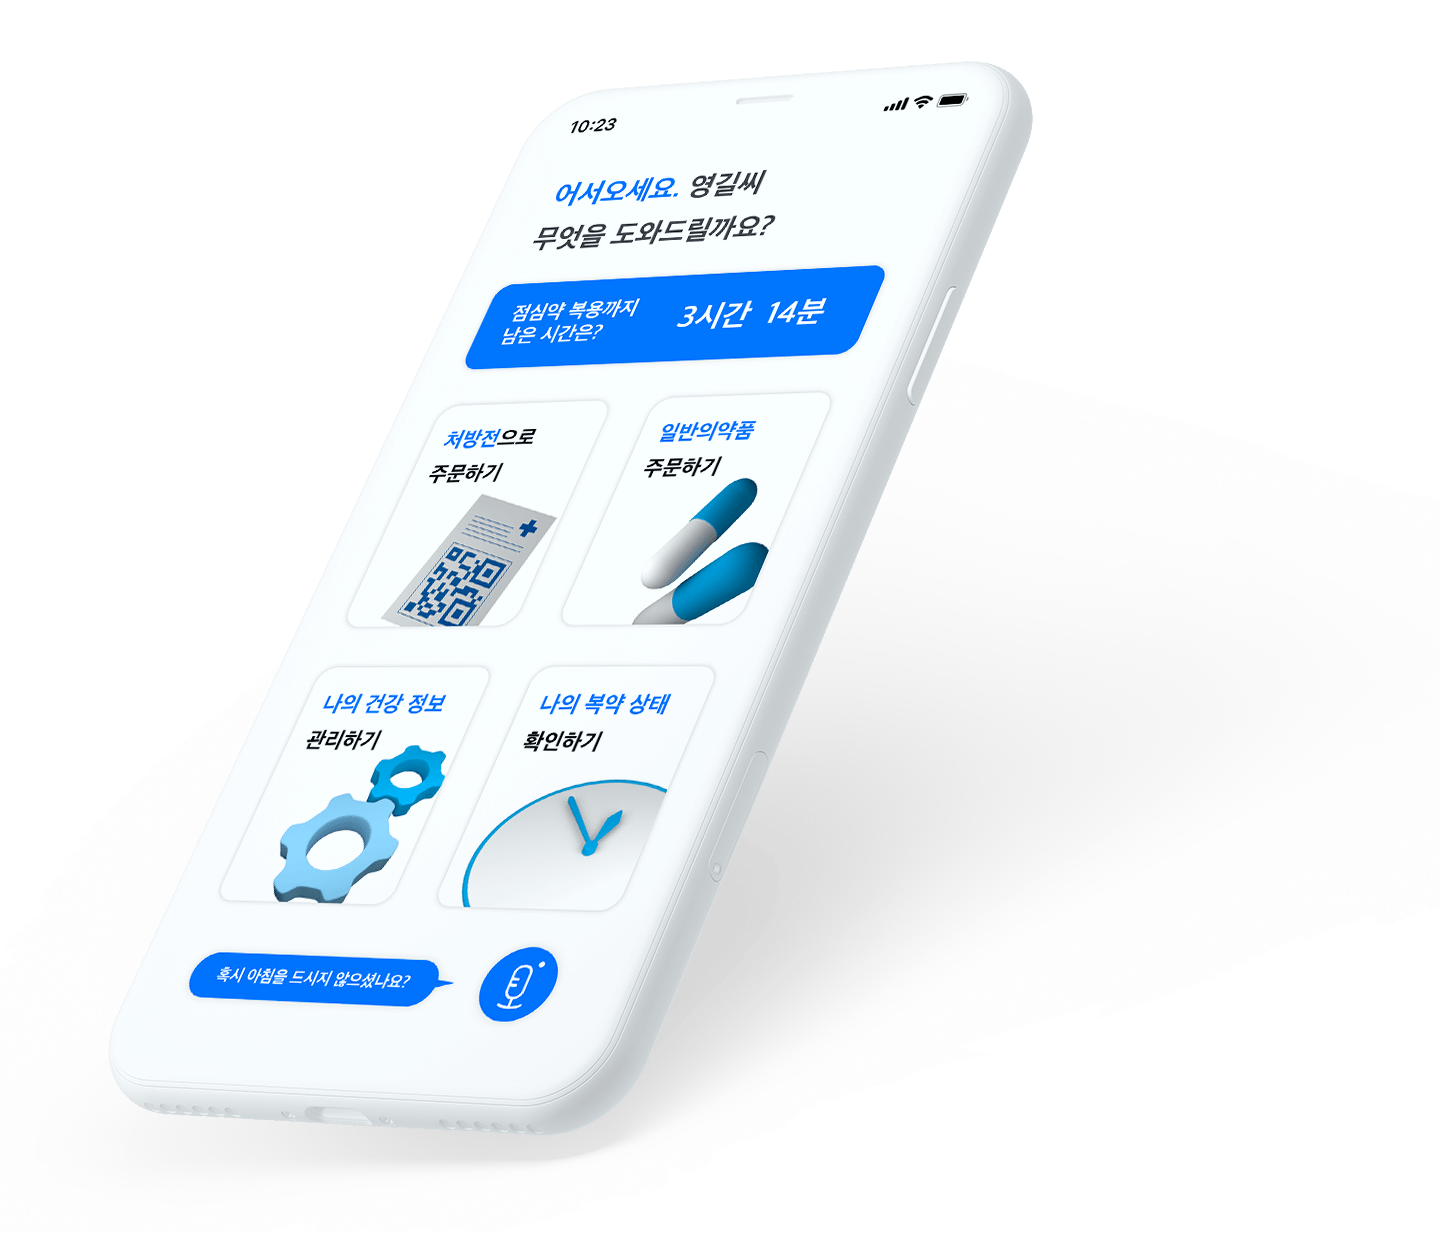 10:23
어서오세요. 영길씨
무엇을 도와드릴까요?
점심약 복용까지
남은 시간은?
3시간 14분
처방전으로
주문하기
일반의약품
주문하기
나의 건강 정보
관리하기
나의 복약 상태
확인하기
혹시 아침을 드시지 않으셨나요?